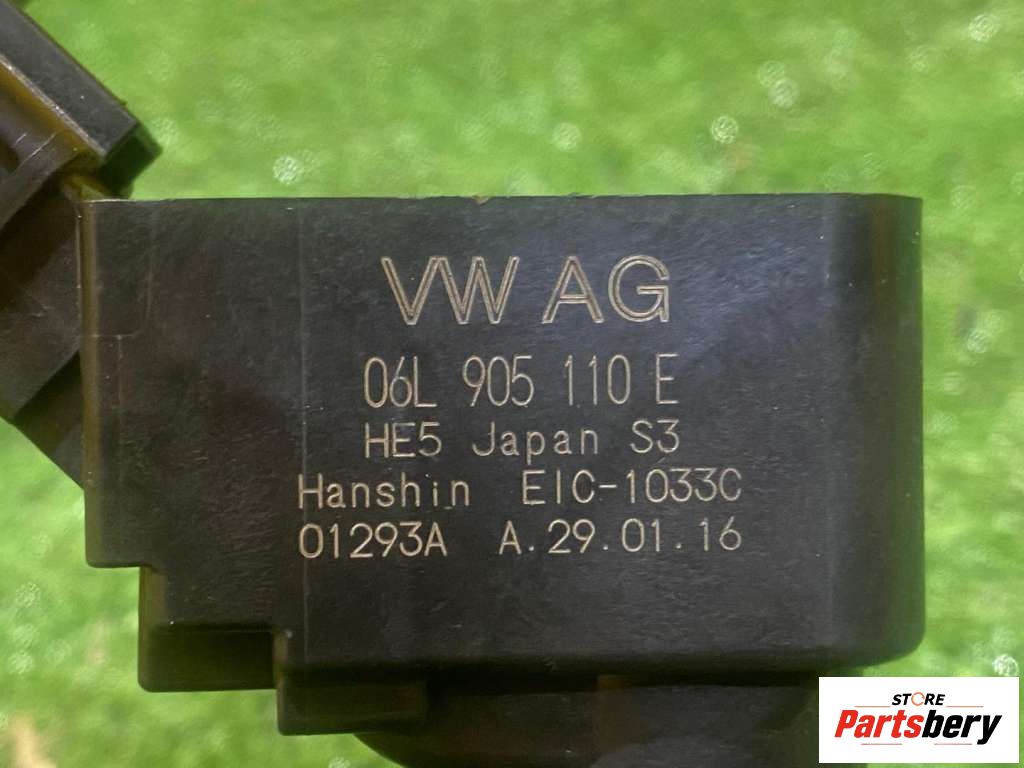 VW AG
06L 905 110 E
HE5 Japan S3
Hanshin EIC-1033C
01293A A.29.01.16
STORE
Partsbery